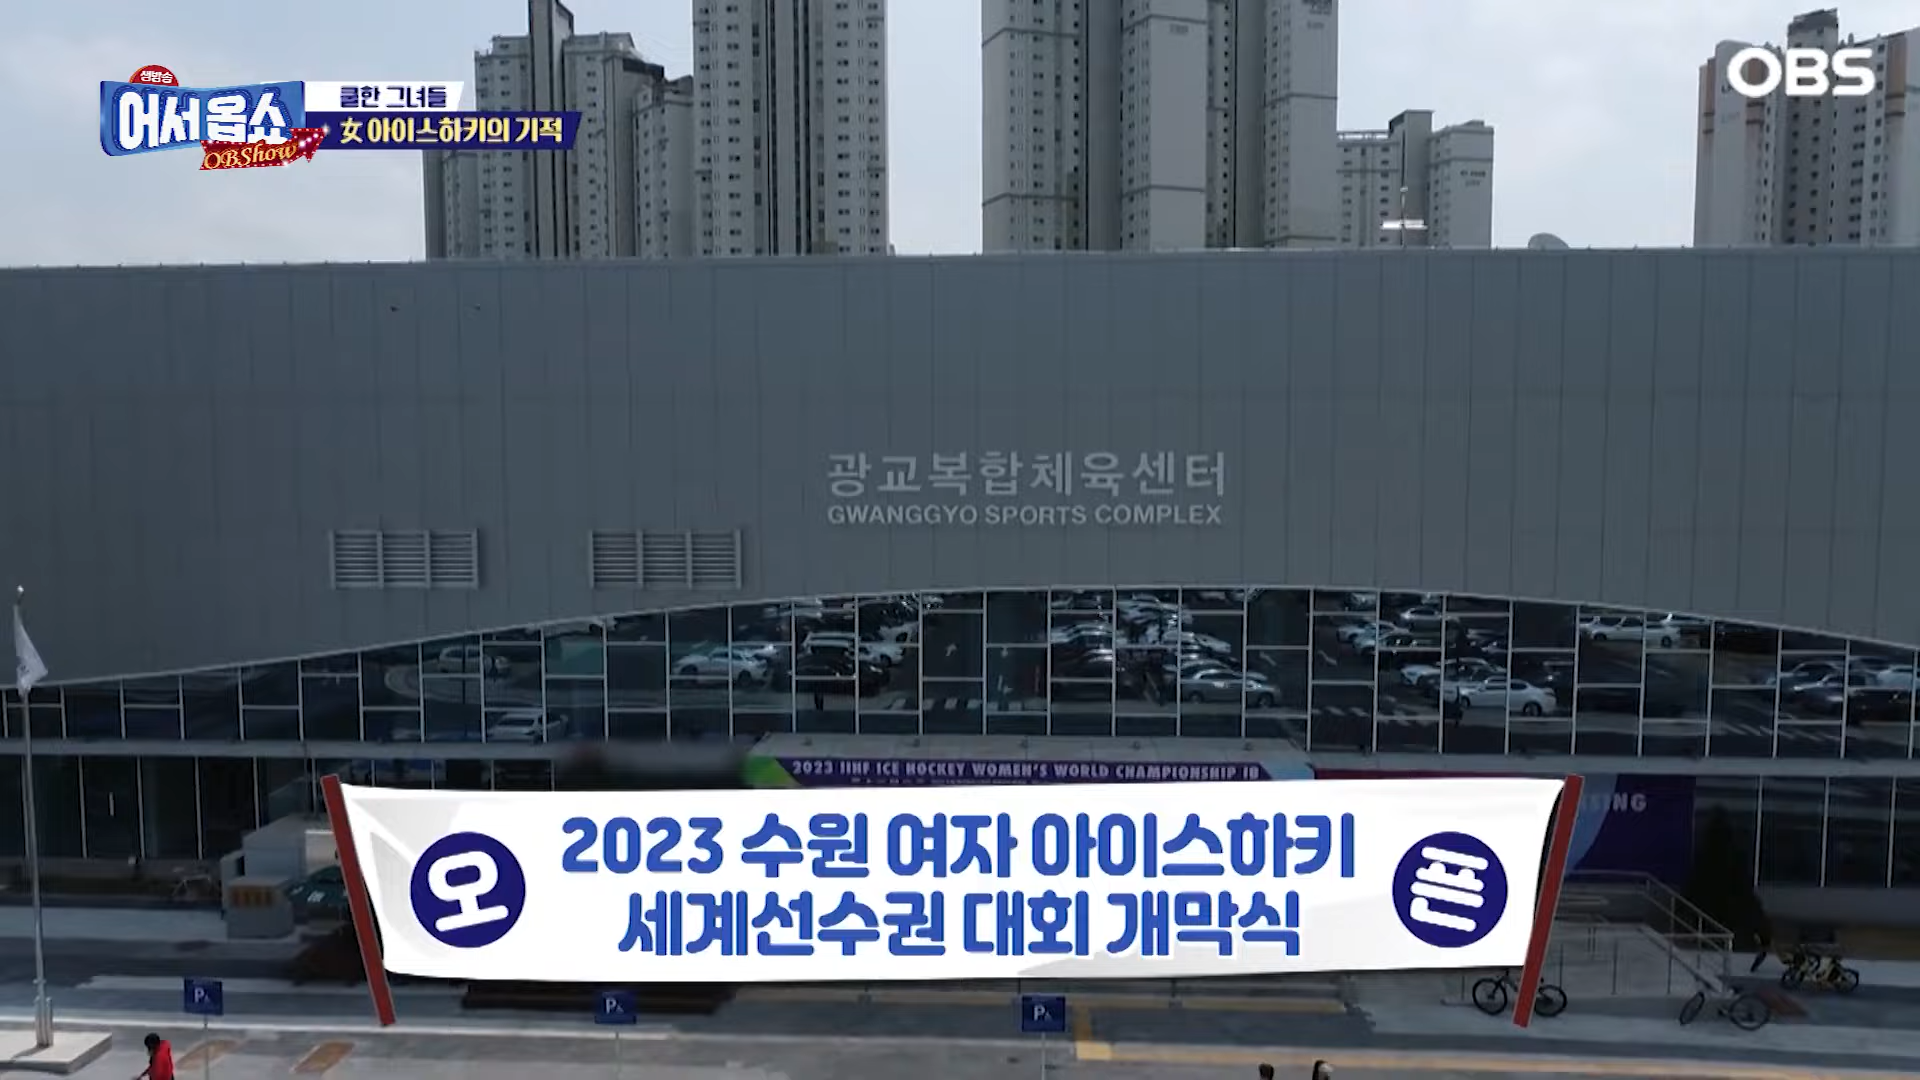 생방송
어서옵쇼
OBShow
쿨한 그녀들
女 아이스하키의 기적
OBS
광교복합체육센터
GWANGGYO SPORTS COMPLEX
2023 IIHF ICE HOCKEY WOMEN'S WORLD CHAMPIONSHIP IB
오
2023 수원 여자 아이스하키
세계선수권 대회 개막식
픈
P
P
P